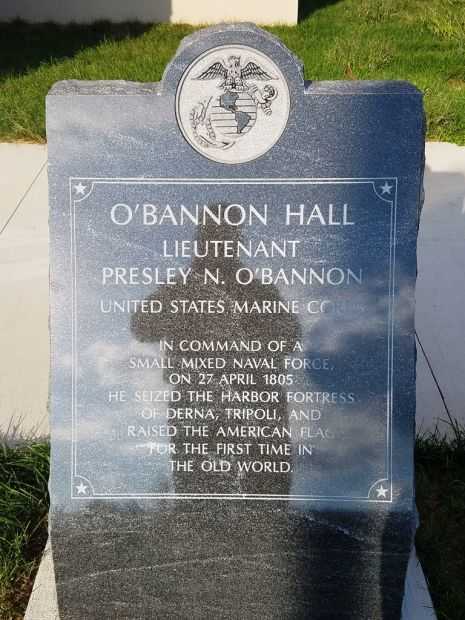 O'BANNON HALL
LIEUTENANT
PRESLEY N. O'BANNON
UNITED STATES MARINE CORPS
IN COMMAND OF A
SMALL MIXED NAVAL FORCE,
ON 27 APRIL 1805
HE SEIZED THE HARBOR FORTRESS
OF DERNA, TRIPOLI, AND
RAISED THE AMERICAN FLAG
FOR THE FIRST TIME IN
THE OLD WORLD.